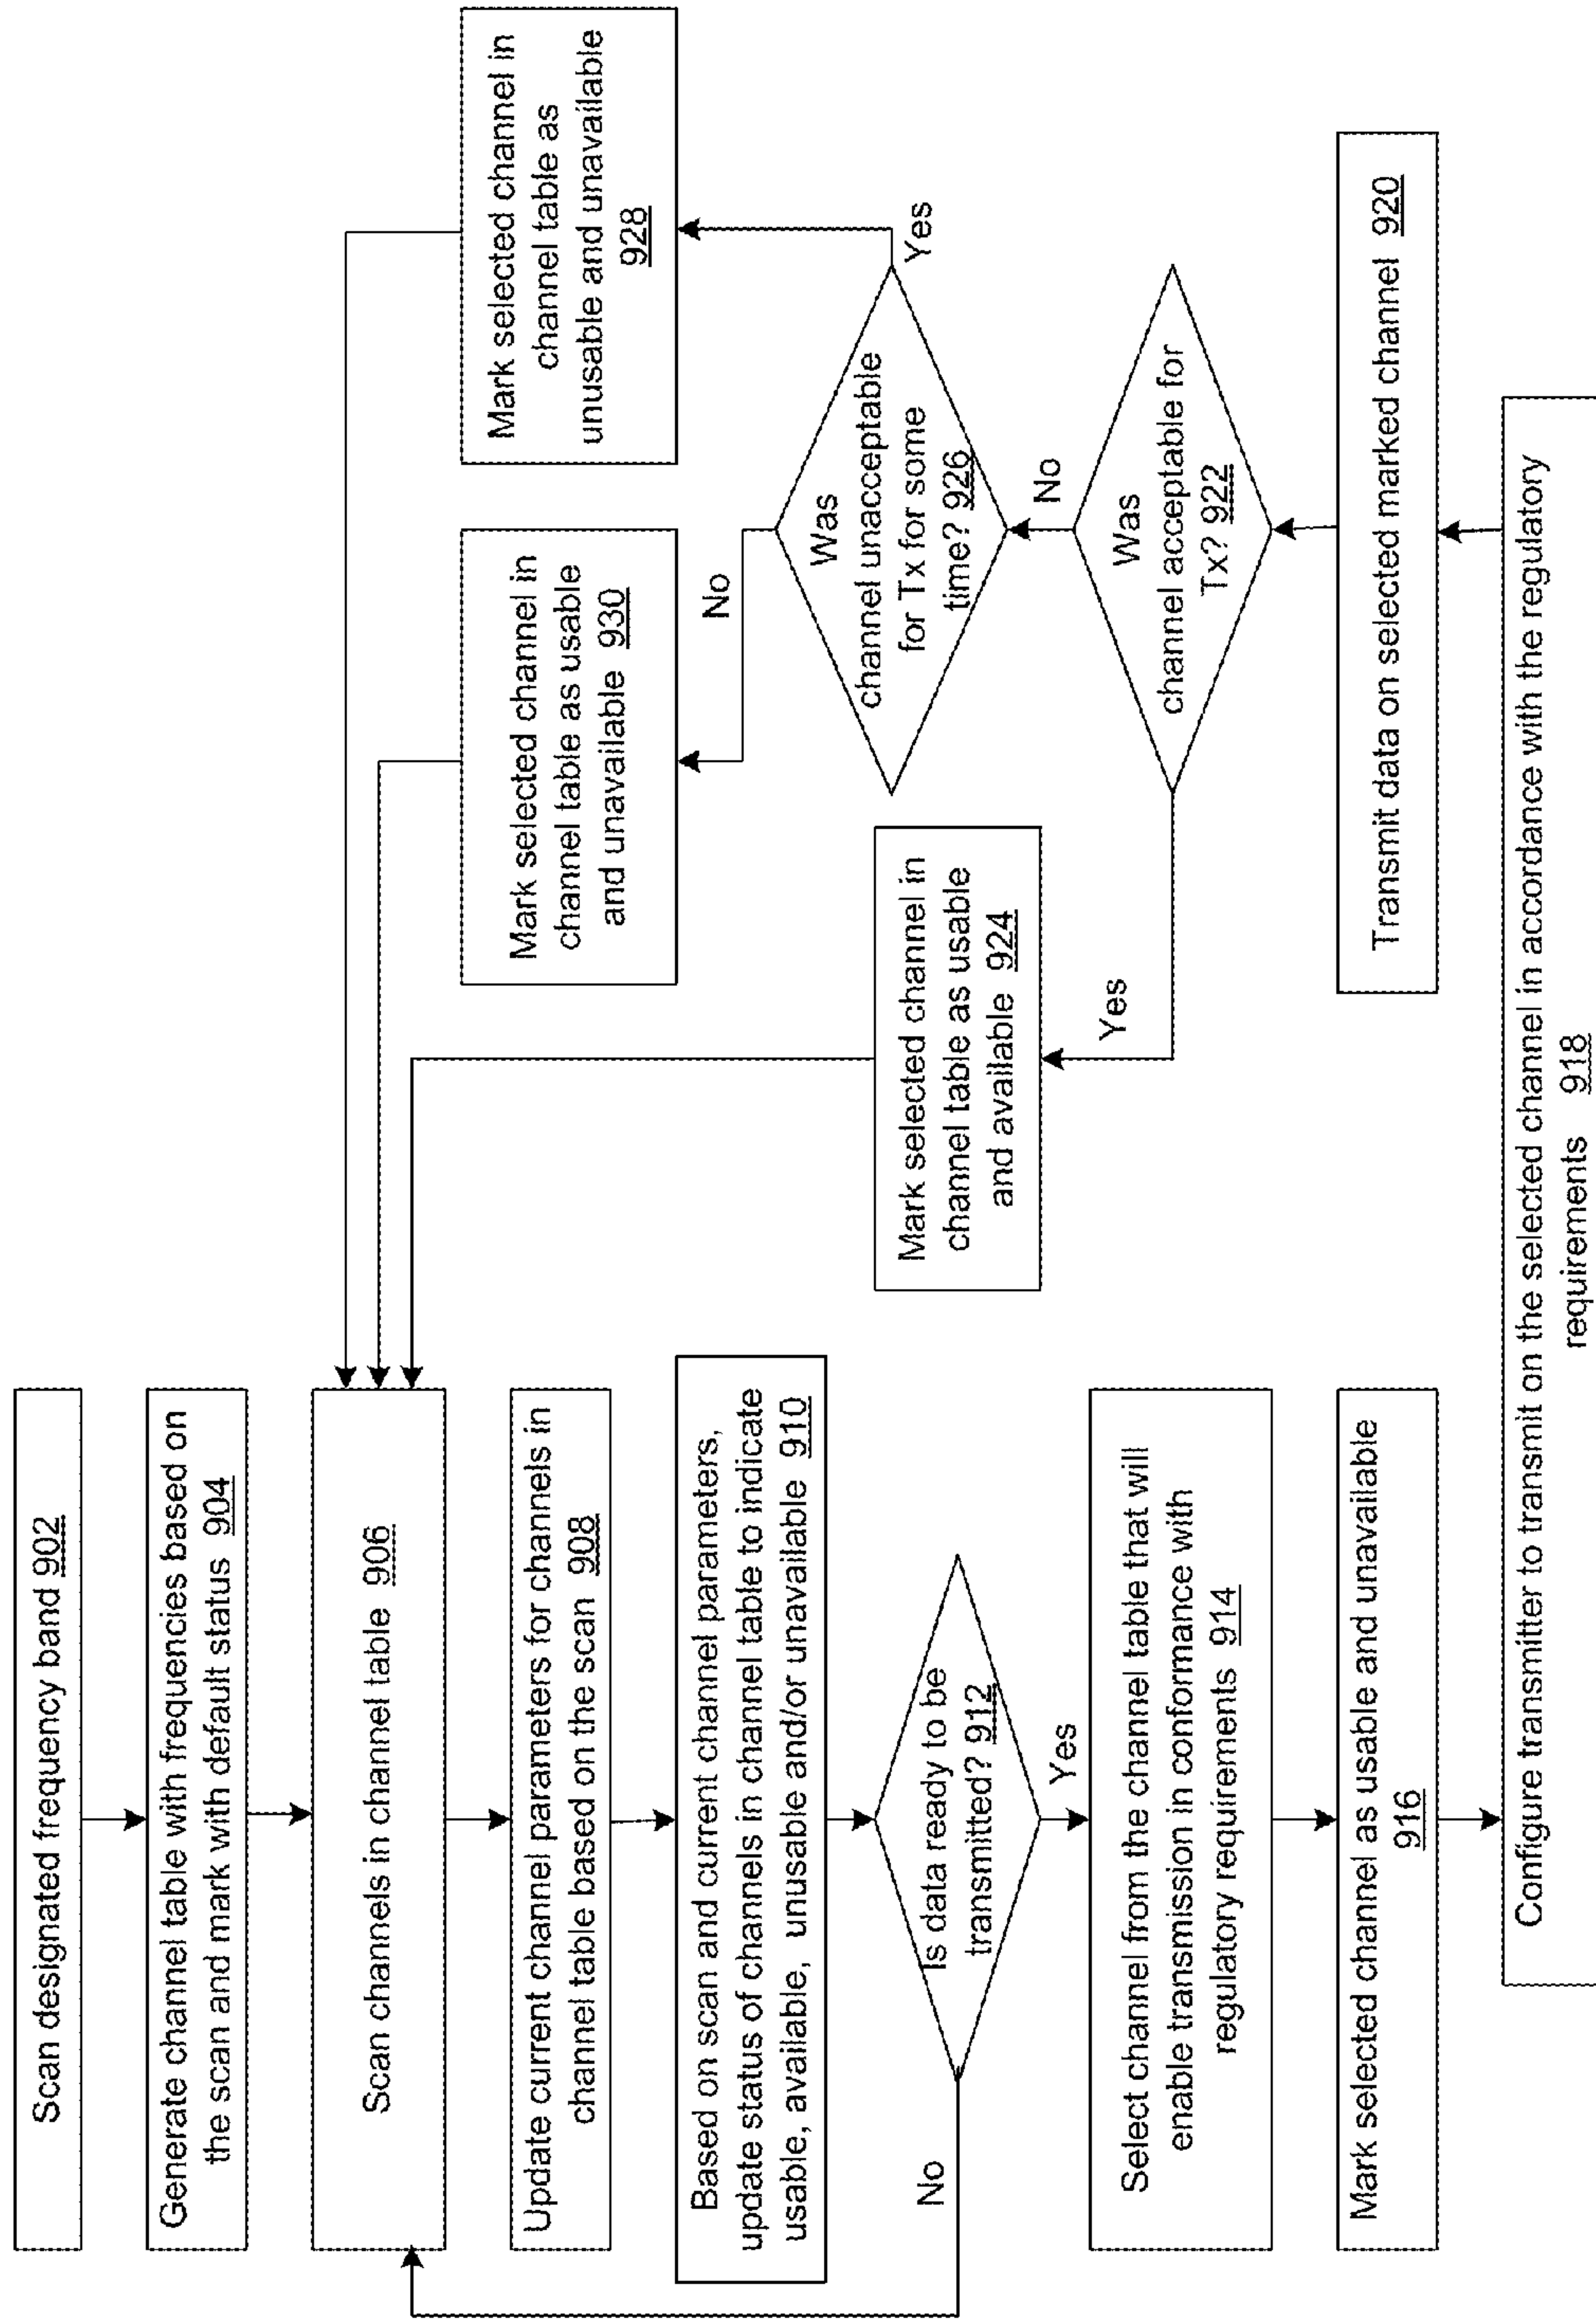 Scan designated frequency band 902
Generate channel table with frequencies based on
the scan and mark with default status 904
Scan channels in channel table 906
Update current channel parameters for channels in
channel table based on the scan 908
Based on scan and current channel parameters,
update status of channels in channel table to indicate
usable, available, unusable and/or unavailable 910
Is data ready to be
transmitted? 912
No
Yes
Select channel from the channel table that will
enable transmission in conformance with
regulatory requirements 914
Mark selected channel as usable and unavailable
916
Configure transmitter to transmit on the selected channel in accordance with the regulatory
requirements 918
Transmit data on selected marked channel 920
Was
channel acceptable for
Tx? 922
Yes
No
Mark selected channel in
channel table as usable
and available 924
Was
channel unacceptable
for Tx for some
time? 926
No
Yes
Mark selected channel in
channel table as usable
and unavailable 930
Mark selected channel in
channel table as
unusable and unavailable
928